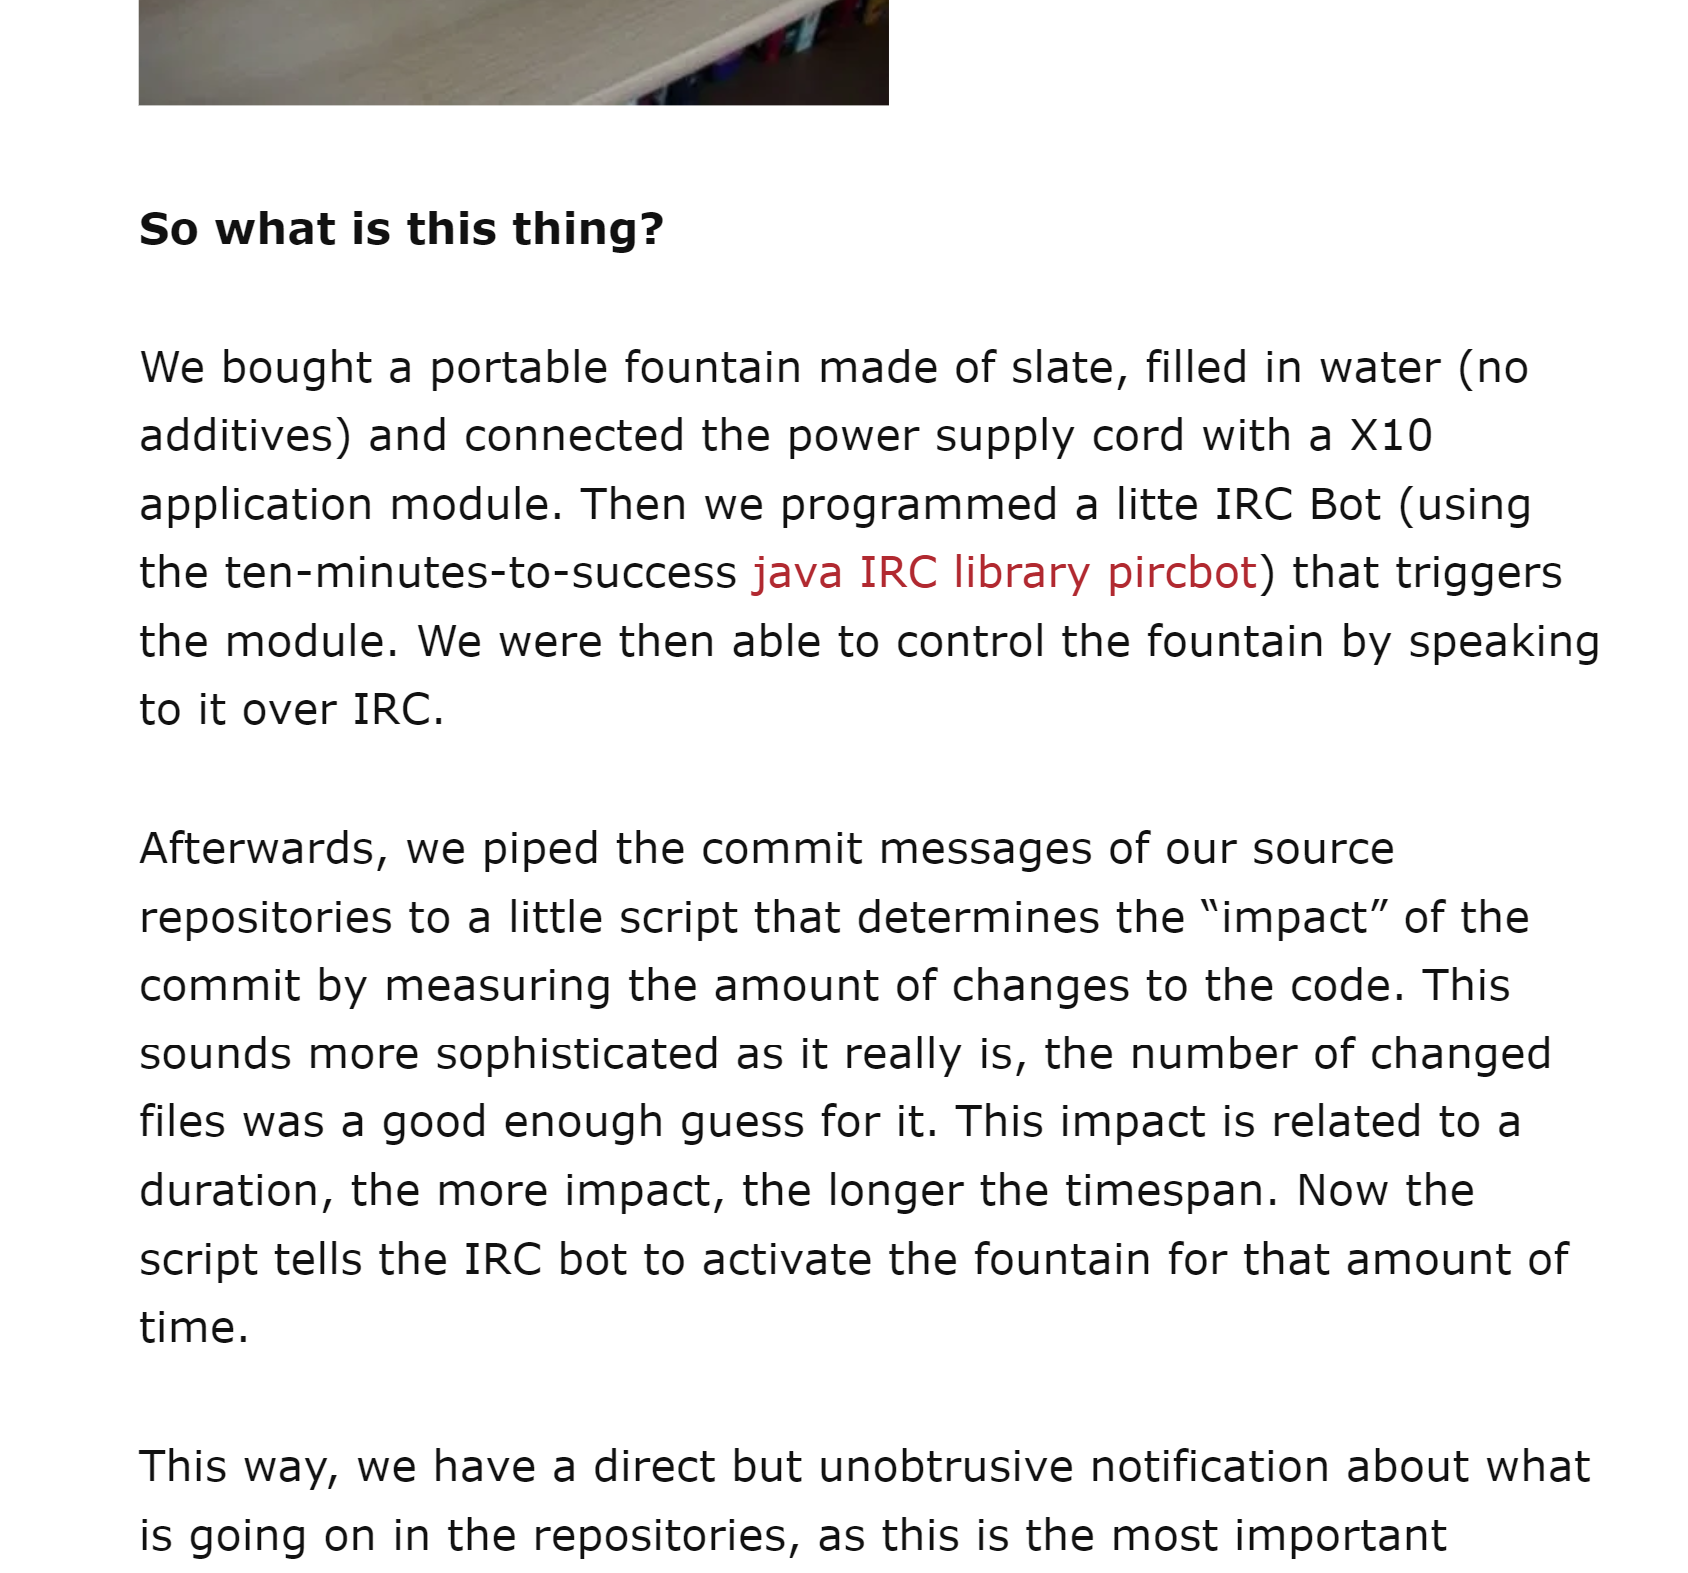 So what is this thing?
We bought a portable fountain made of slate, filled in water (no
additives) and connected the power supply cord with a X10
application module. Then we programmed a litte IRC Bot (using
the ten-minutes-to-success java IRC library pircbot) that triggers
the module. We were then able to control the fountain by speaking
to it over IRC.
Afterwards, we piped the commit messages of our source
repositories to a little script that determines the “impact” of the
commit by measuring the amount of changes to the code. This
sounds more sophisticated as it really is, the number of changed
files was a good enough guess for it. This impact is related to a
duration, the more impact, the longer the timespan. Now the
script tells the IRC bot to activate the fountain for that amount of
time.
This way, we have a direct but unobtrusive notification about what
is going on in the repositories, as this is the most important